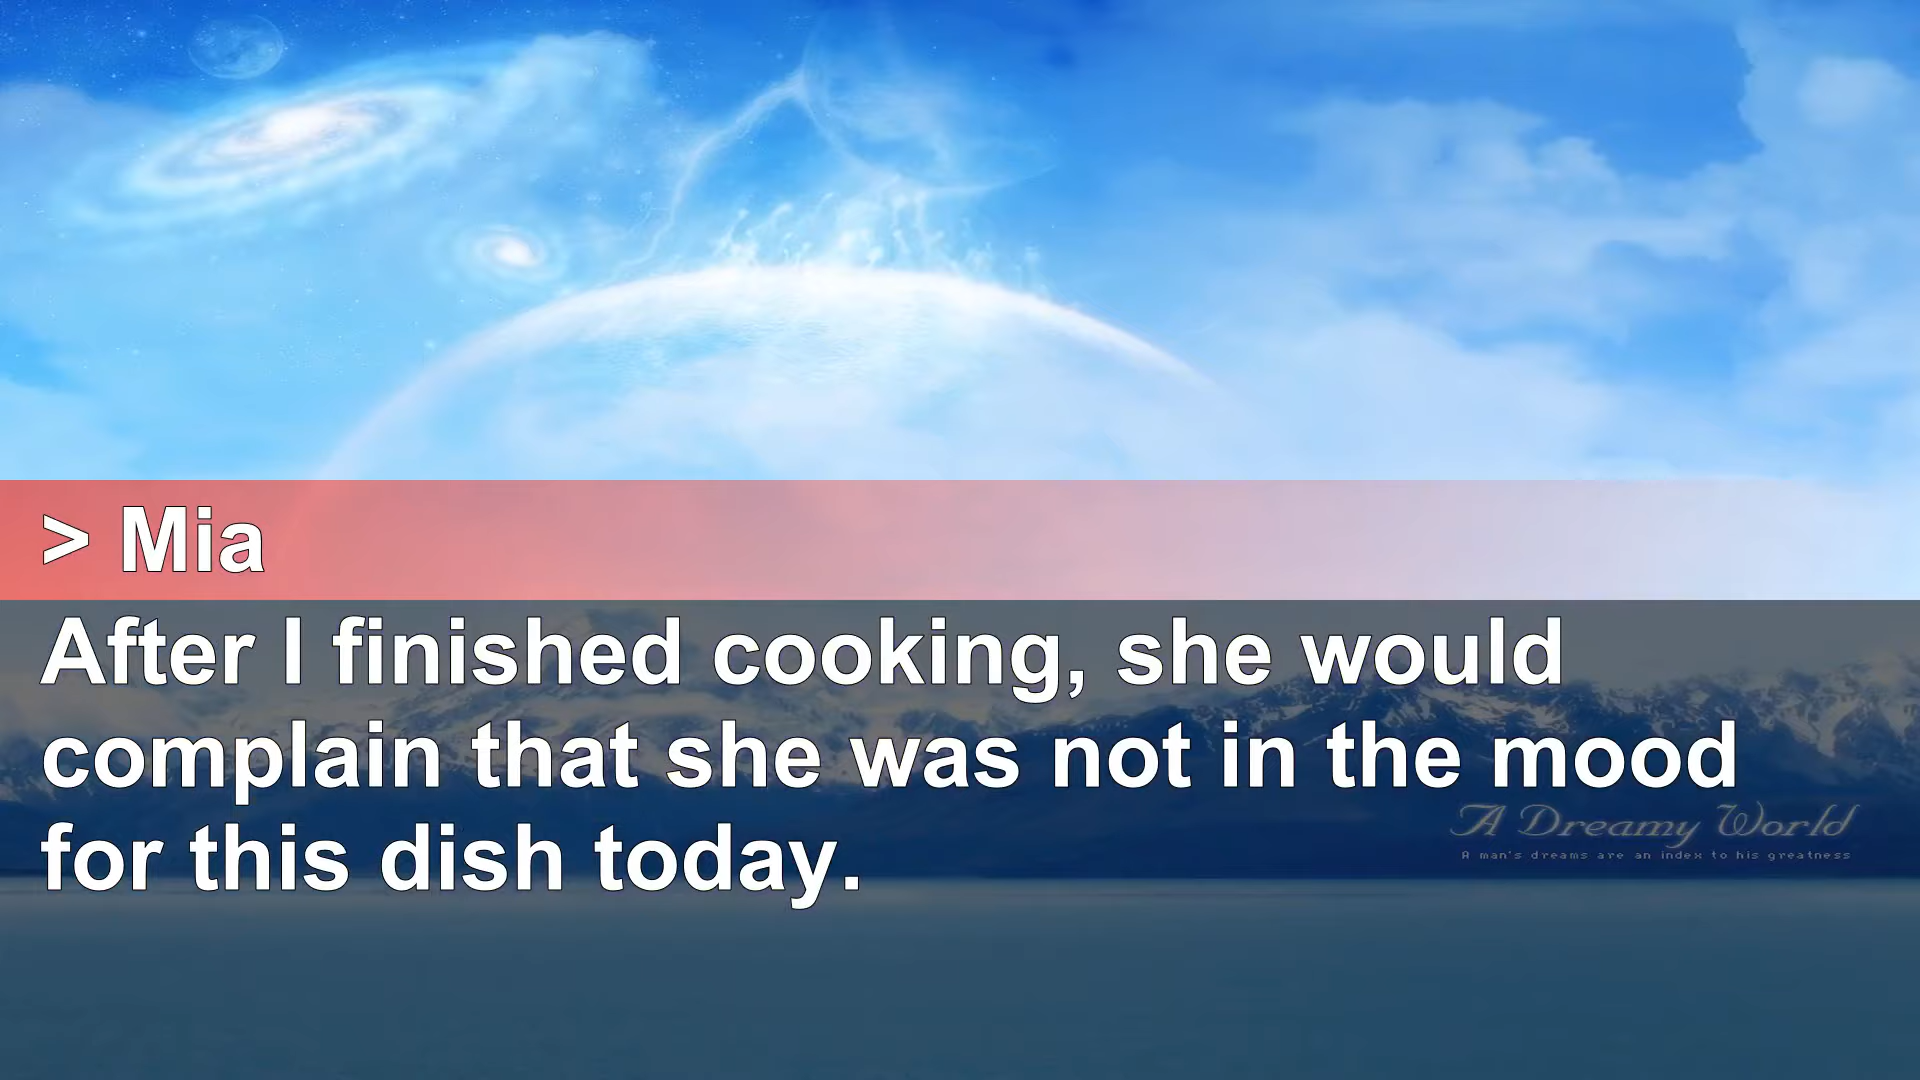 > Mia
After I finished cooking, she would
complain that she was not in the mood
for this dish today.
A Dreamy World
A man's dreams are an index to his greatness